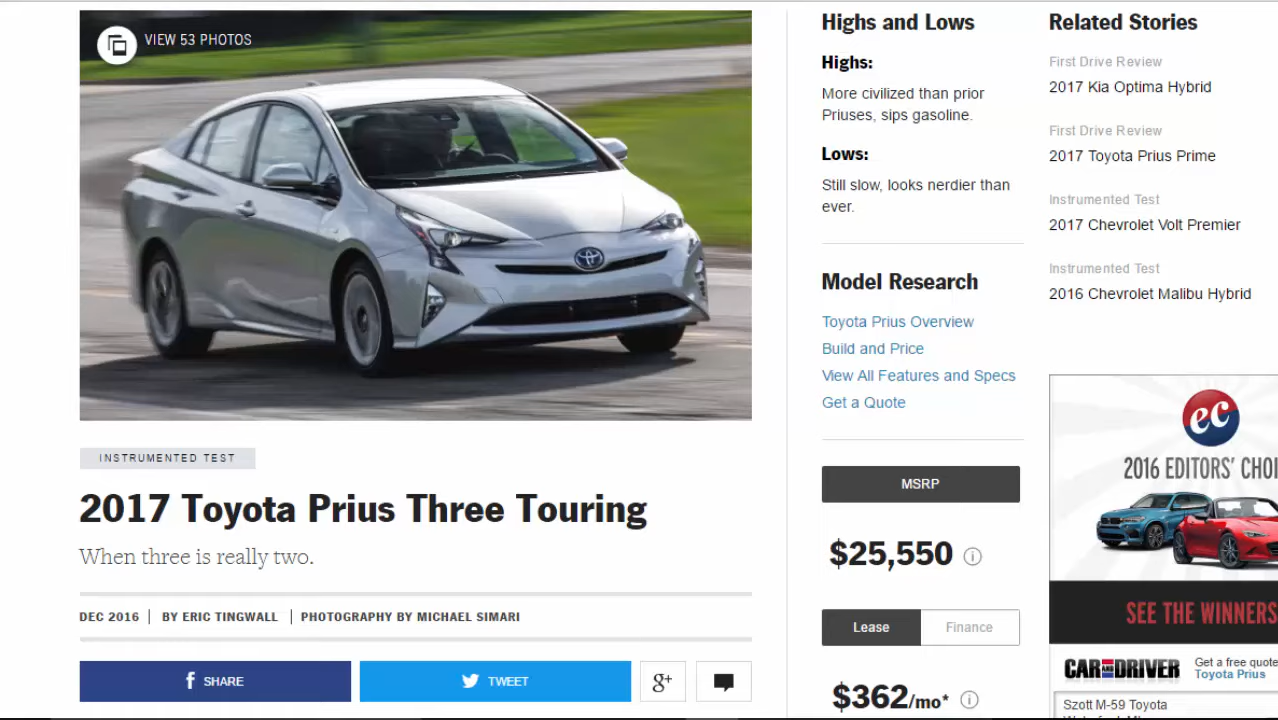 VIEW 53 PHOTOS
INSTRUMENTED TEST
2017 Toyota Prius Three Touring
When three is really two.
DEC 2016 | BY ERIC TINGWALL | PHOTOGRAPHY BY MICHAEL SIMARI
f SHARE
TWEET
g+
Highs and Lows
Highs:
More civilized than prior
Priuses, sips gasoline.
Lows:
Still slow, looks nerdier than
ever.
Model Research
Toyota Prius Overview
Build and Price
View All Features and Specs
Get a Quote
MSRP
$25,550
Lease
Finance
$362/mo*
Related Stories
First Drive Review
2017 Kia Optima Hybrid
First Drive Review
2017 Toyota Prius Prime
Instrumented Test
2017 Chevrolet Volt Premier
Instrumented Test
2016 Chevrolet Malibu Hybrid
ec
2016 EDITORS' CHOI
SEE THE WINNERS
CAR AND DRIVER
Get a free quote
Toyota Prius
Szott M-59 Toyota